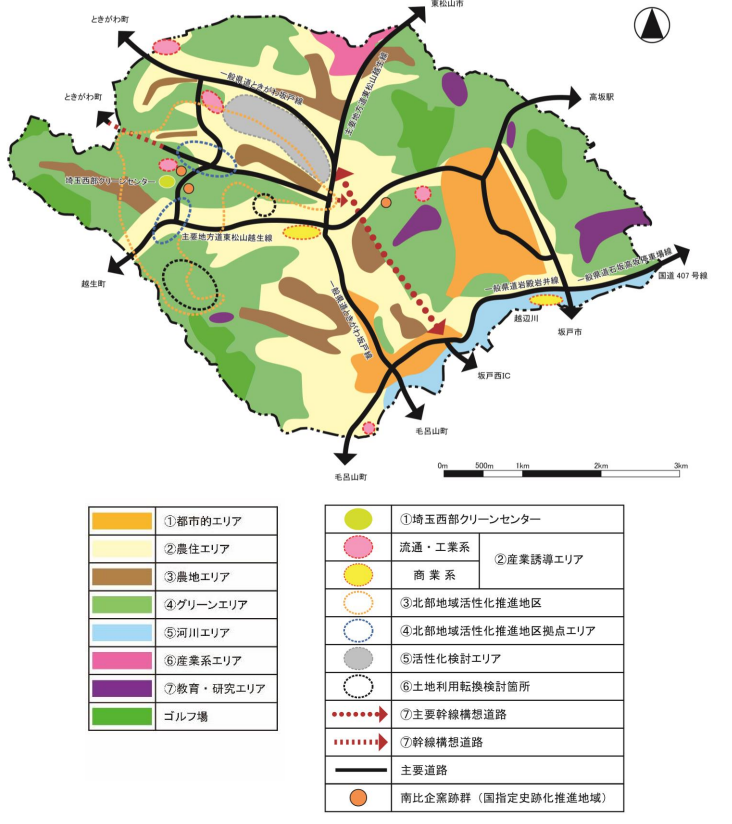 東松山市
ときがわ町
一般県道ときがわ坂戸線
主要地方道東松山越生線
高坂駅
ときがわ町
埼玉西部クリーンセンター
主要地方道東松山越生線
越生町
一般県道ときがわ坂戸線
一般県道岩殿岩井線
一般県道石坂高坂停車場線
国道407号線
越辺川
坂戸市
坂戸西IC
毛呂山町
毛呂山町
0m 500m 1km 2km 3km
①都市的エリア
②農住エリア
③農地エリア
④グリーンエリア
⑤河川エリア
⑥産業系エリア
⑦教育・研究エリア
ゴルフ場
①埼玉西部クリーンセンター
流通・工業系
商業系
②産業誘導エリア
③北部地域活性化推進地区
④北部地域活性化推進地区拠点エリア
⑤活性化検討エリア
⑥土地利用転換検討箇所
⑦主要幹線構想道路
⑦幹線構想道路
主要道路
南比企窯跡群（国指定史跡化推進地域）